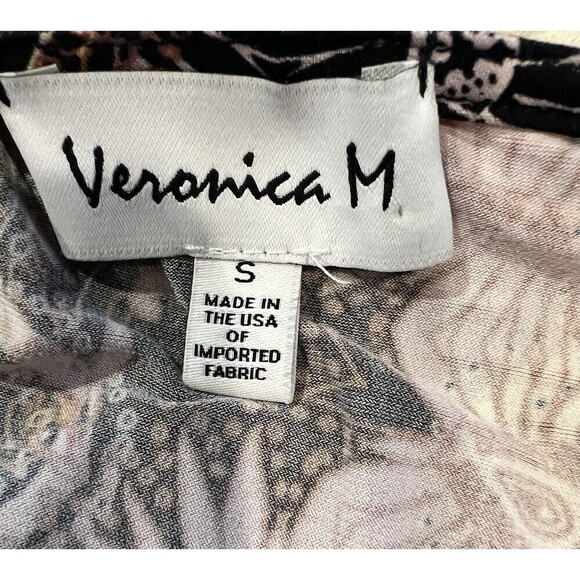 Veronica M
S
MADE IN
THE USA
OF
IMPORTED
FABRIC